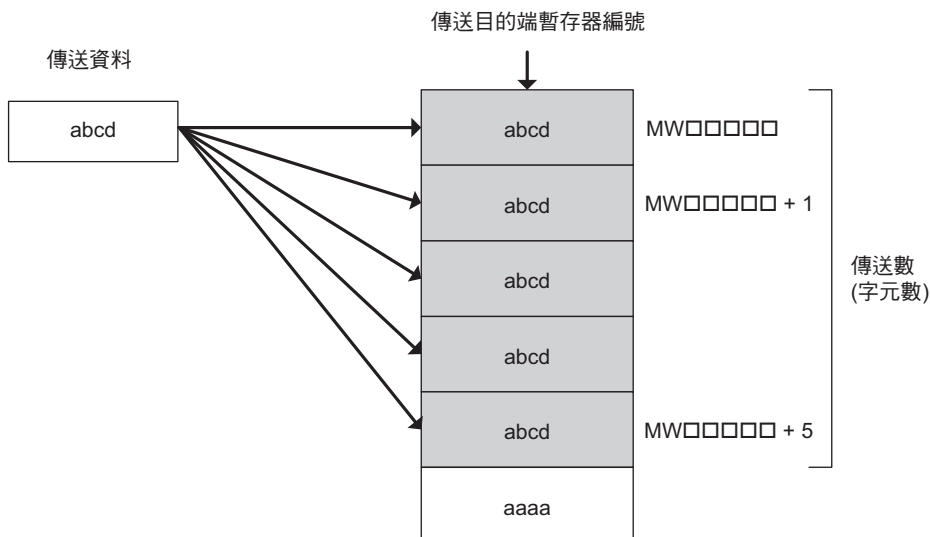 傳送目的端暫存器編號
傳送資料
abcd
abcd
MW□□□□□
abcd
MW□□□□□ + 1
abcd
傳送數
(字元數)
abcd
abcd
MW□□□□□ + 5
aaaa